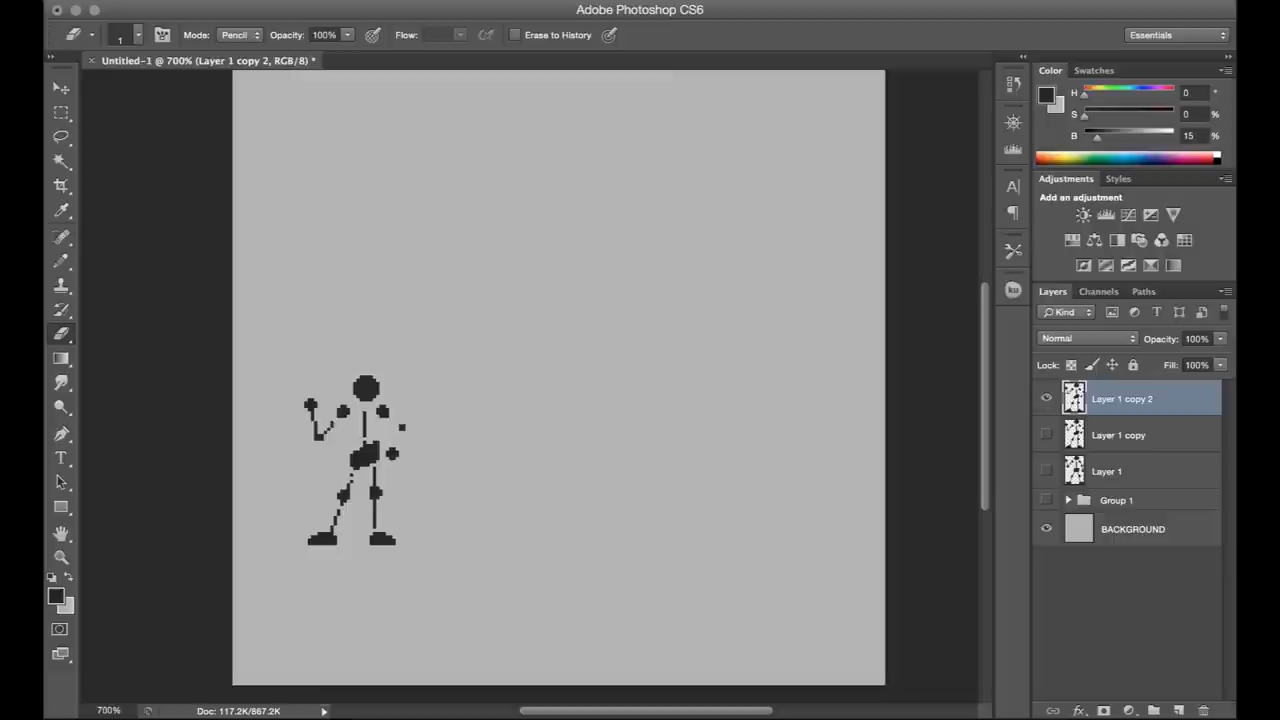 Adobe Photoshop CS6
1
Mode: Pencil Opacity: 100% Flow: Erase to History Essentials
× Untitled-1 @ 700% (Layer 1 copy 2, RGB/8) *
Color Swatches
H 0 °
S 0 %
B 15 %
Adjustments Styles
Add an adjustment
Layers Channels Paths
Kind
Normal Opacity: 100%
Lock: Fill: 100%
Layer 1 copy 2
Layer 1 copy
Layer 1
Group 1
BACKGROUND
ku
700% Doc: 117.2K/867.2K